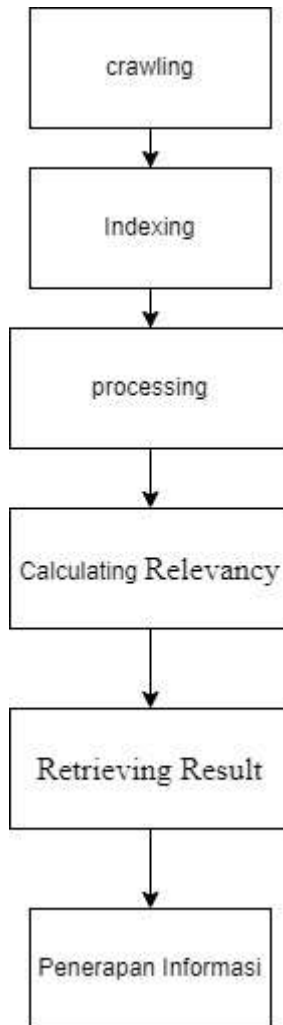 crawling
Indexing
processing
Calculating Relevancy
Retrieving Result
Penerapan Informasi